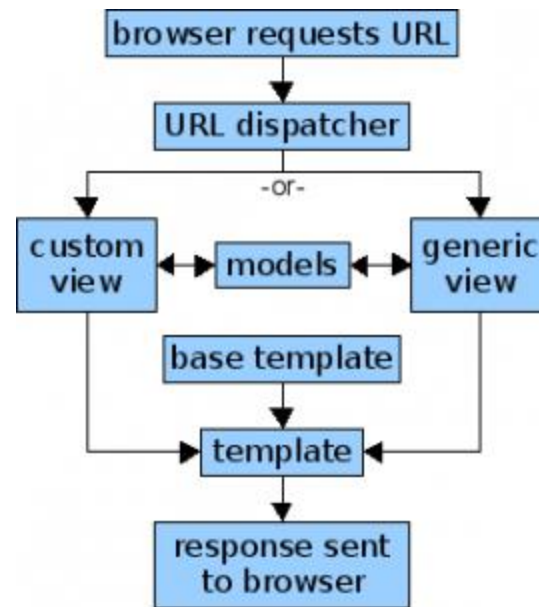 browser requests URL
URL dispatcher
-or-
custom
view
models
generic
view
base template
template
response sent
to browser